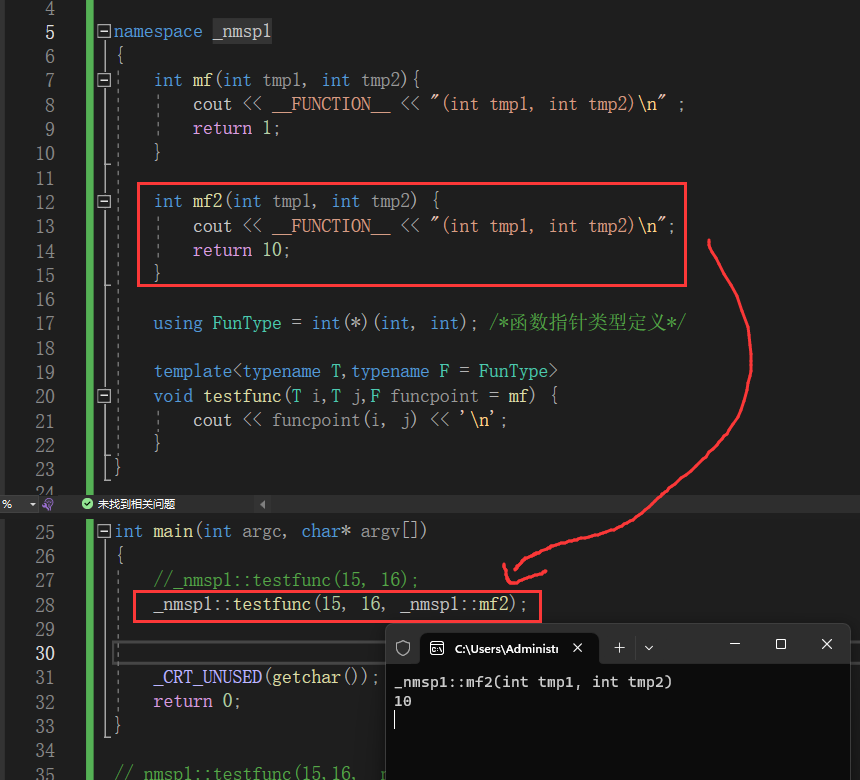 4
5 namespace _nmsp1
6 {
7 int mf(int tmp1, int tmp2){
8 cout << __FUNCTION__ << "(int tmp1, int tmp2)\n" ;
9 return 1;
10 }
11
12 int mf2(int tmp1, int tmp2) {
13 cout << __FUNCTION__ << "(int tmp1, int tmp2)\n";
14 return 10;
15 }
16
17 using FunType = int(*)(int, int); /*函数指针类型定义*/
18
19 template<typename T,typename F = FunType>
20 void testfunc(T i,T j,F funcpoint = mf) {
21 cout << funcpoint(i, j) << '\n';
22 }
23 }
24
% 未找到相关问题
25 int main(int argc, char* argv[])
26 {
27 //_nmsp1::testfunc(15, 16);
28 _nmsp1::testfunc(15, 16, _nmsp1::mf2);
29
30
31 _CRT_UNUSED(getchar());
32 return 0;
33 }
34
35 // _nmsp1::testfunc(15,16,
C:\Users\Administr
_nmsp1::mf2(int tmp1, int tmp2)
10